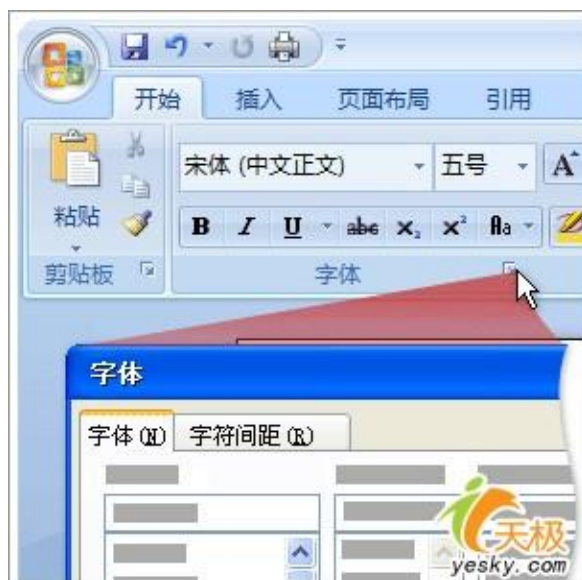 开始 插入 页面布局 引用
宋体 (中文正文) 五号 A
粘贴
B I U abc x₂ x² Aa
剪贴板 字体
字体
字体(N) 字符间距(R)
天极
yesky.com